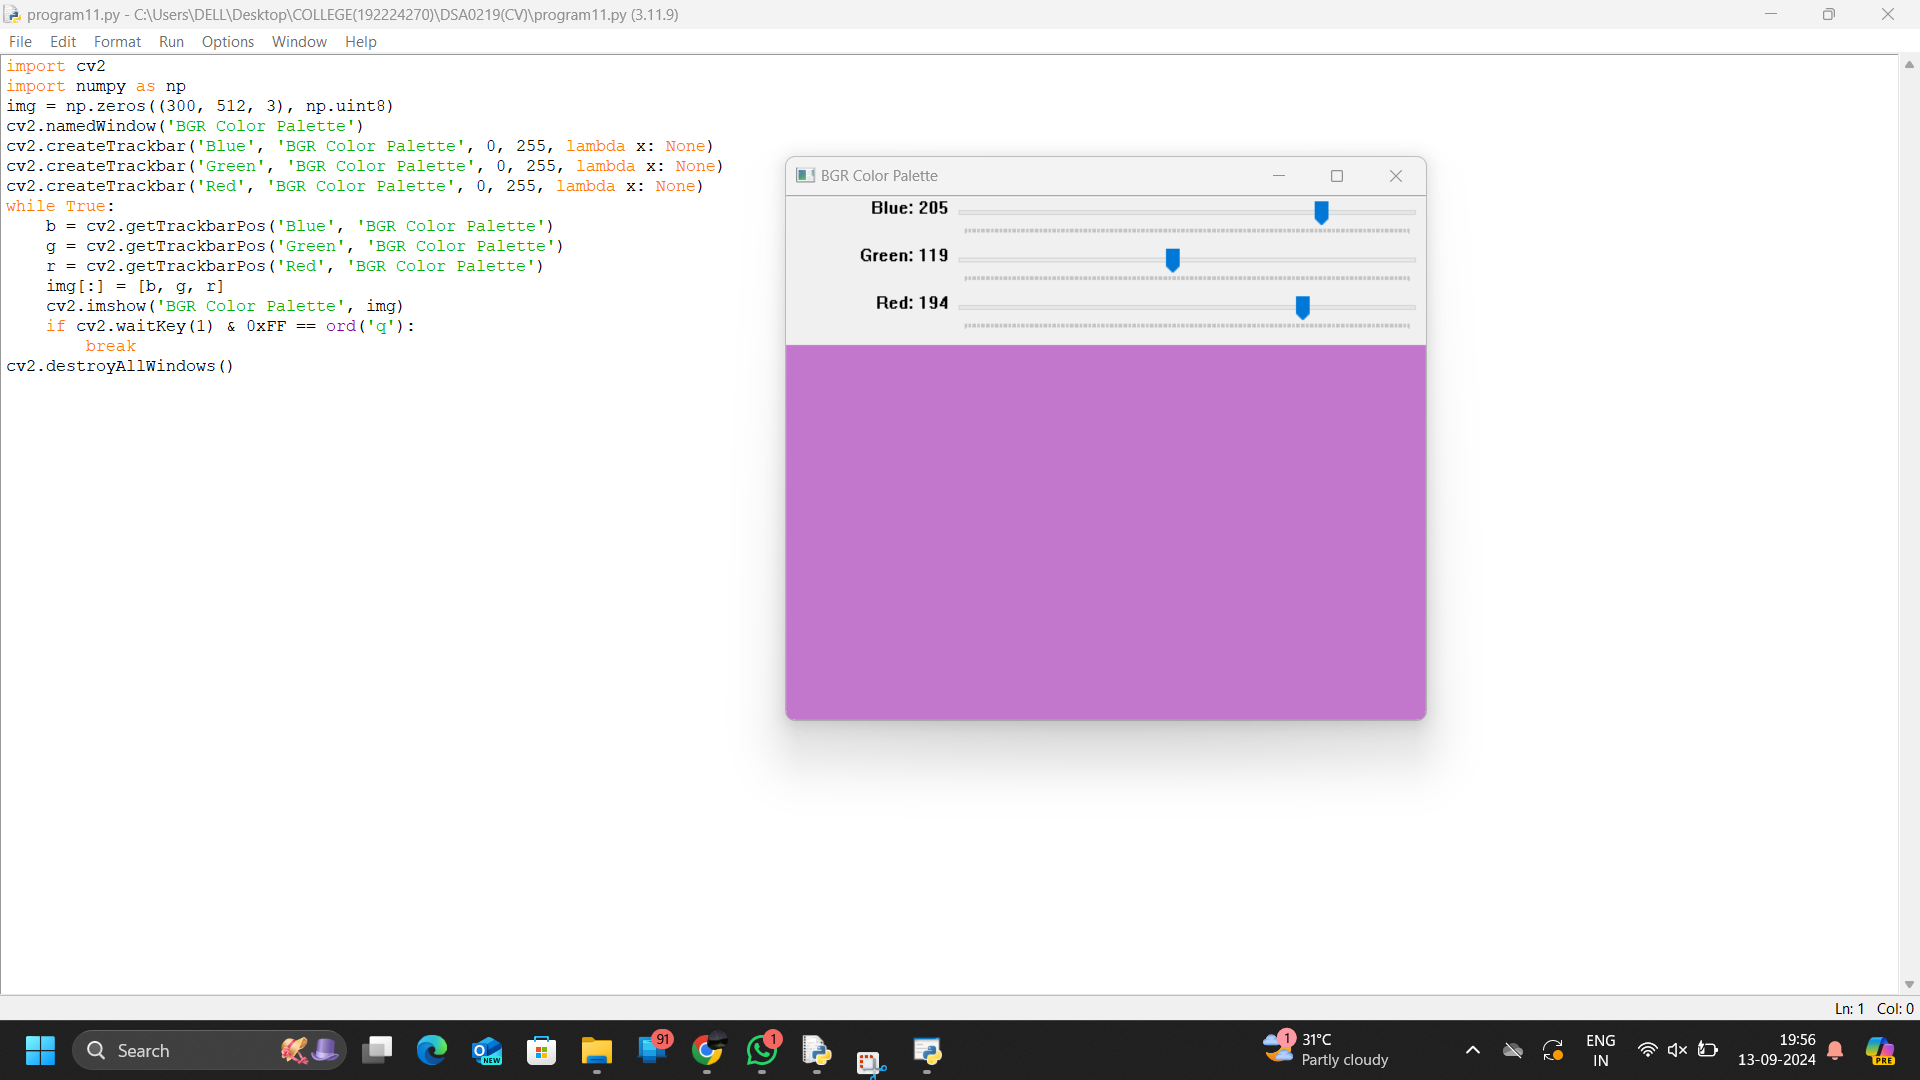 program11.py - C:\Users\DELL\Desktop\COLLEGE(192224270)\DSA0219(CV)\program11.py (3.11.9)
File Edit Format Run Options Window Help
import cv2
import numpy as np
img = np.zeros((300, 512, 3), np.uint8)
cv2.namedWindow('BGR Color Palette')
cv2.createTrackbar('Blue', 'BGR Color Palette', 0, 255, lambda x: None)
cv2.createTrackbar('Green', 'BGR Color Palette', 0, 255, lambda x: None)
cv2.createTrackbar('Red', 'BGR Color Palette', 0, 255, lambda x: None)
while True:
    b = cv2.getTrackbarPos('Blue', 'BGR Color Palette')
    g = cv2.getTrackbarPos('Green', 'BGR Color Palette')
    r = cv2.getTrackbarPos('Red', 'BGR Color Palette')
    img[:] = [b, g, r]
    cv2.imshow('BGR Color Palette', img)
    if cv2.waitKey(1) & 0xFF == ord('q'):
        break
cv2.destroyAllWindows()
BGR Color Palette
Blue: 205
Green: 119
Red: 194
Ln: 1 Col: 0
Search
NEW
91
1
1
31°C
Partly cloudy
ENG
IN
19:56
13-09-2024
PRE